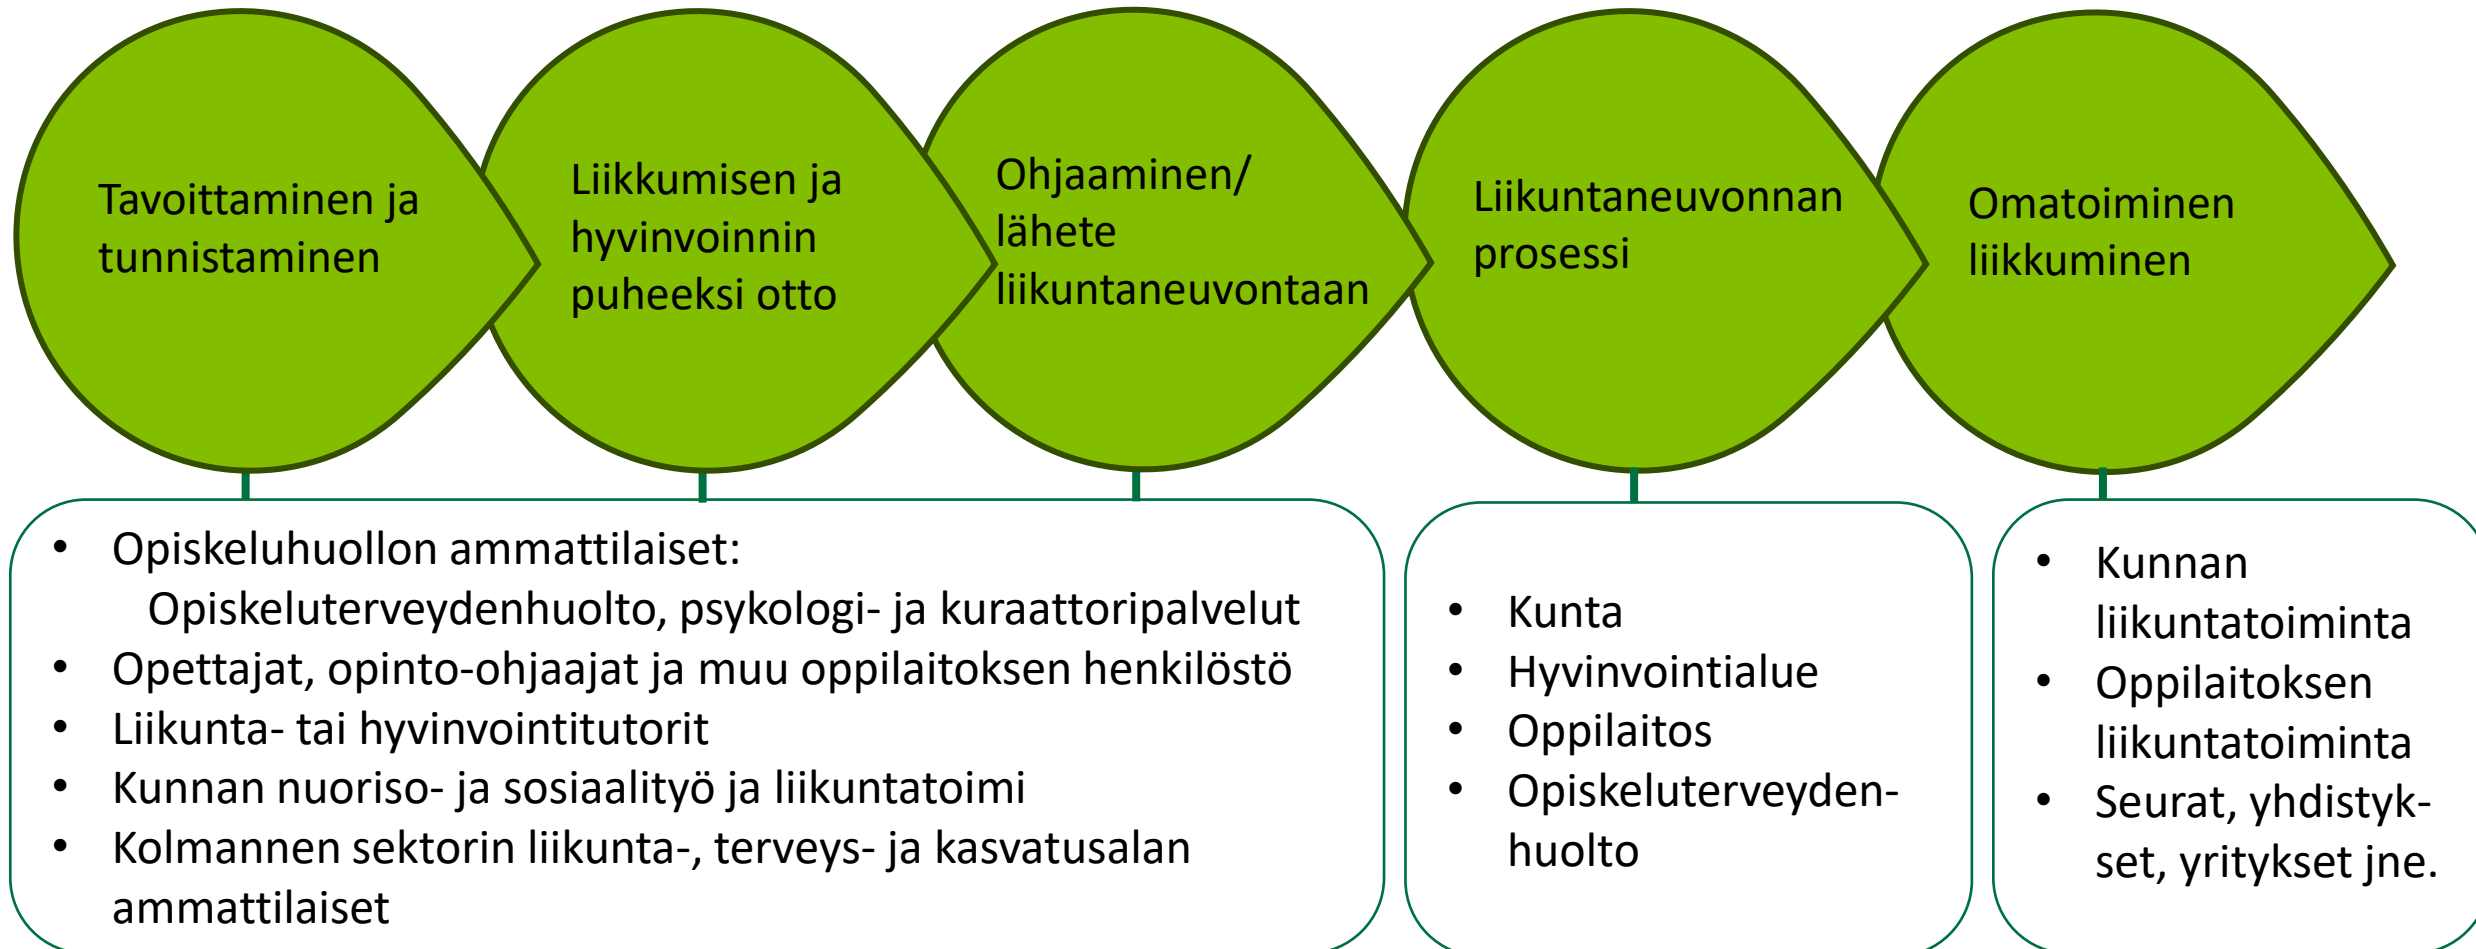 Tavoittaminen ja
tunnistaminen
Liikkumisen ja
hyvinvoinnin
puheeksi otto
Ohjaaminen/
lähete
liikuntaneuvontaan
Liikuntaneuvonnan
prosessi
Omatoiminen
liikkuminen
• Opiskeluhuollon ammattilaiset:
Opiskeluterveydenhuolto, psykologi- ja kuraattoripalvelut
• Opettajat, opinto-ohjaajat ja muu oppilaitoksen henkilöstö
• Liikunta- tai hyvinvointitutorit
• Kunnan nuoriso- ja sosiaalityö ja liikuntatoimi
• Kolmannen sektorin liikunta-, terveys- ja kasvatusalan
ammattilaiset
• Kunta
• Hyvinvointialue
• Oppilaitos
• Opiskeluterveyden-
huolto
• Kunnan
liikuntatoiminta
• Oppilaitoksen
liikuntatoiminta
• Seurat, yhdistyk-
set, yritykset jne.